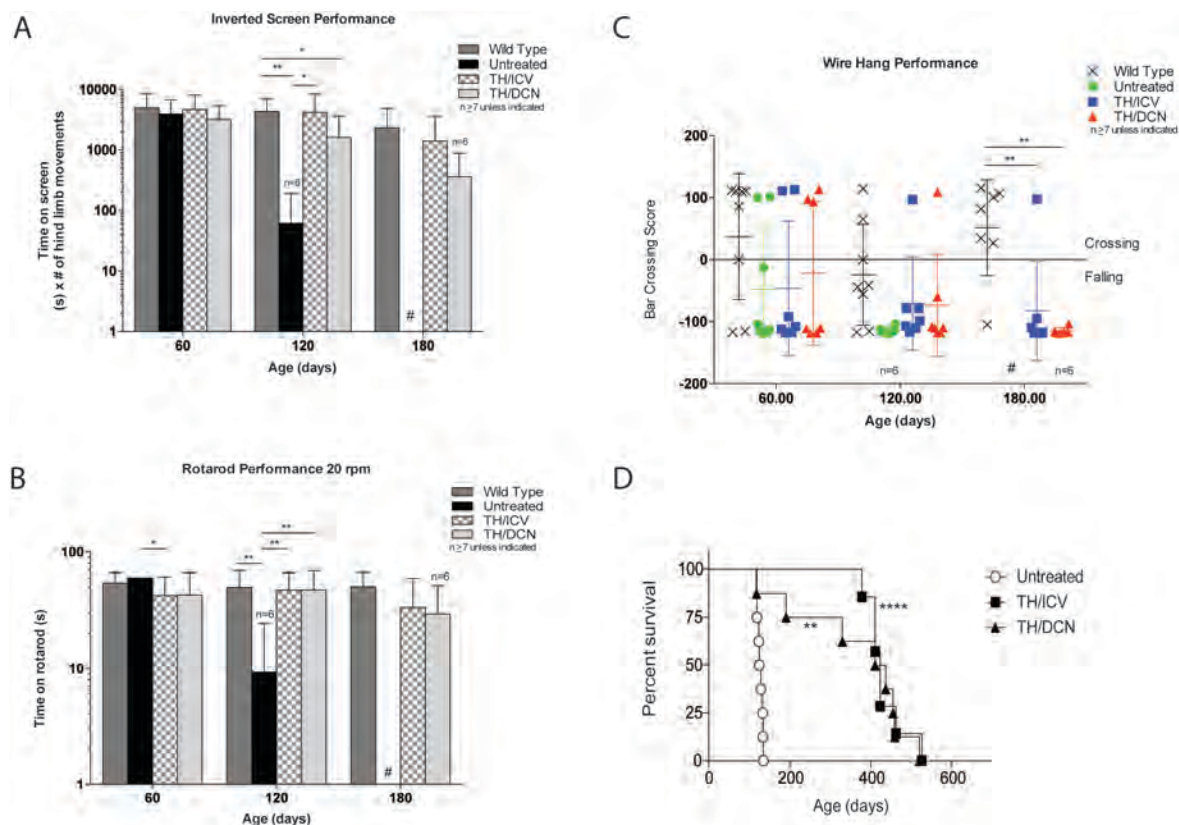 A
Inverted Screen Performance
Wild Type
Untreated
TH/ICV
TH/DCN
n ≥7 unless indicated
*
**
*
Time on screen
(s) x # of hind limb movements
10000
1000
100
10
1
n=6
#
n=6
60
120
180
Age (days)
B
Rotarod Performance 20 rpm
Wild Type
Untreated
TH/ICV
TH/DCN
n ≥7 unless indicated
*
**
**
**
Time on rotarod (s)
100
10
1
n=6
#
n=6
60
120
180
Age (days)
C
Wire Hang Performance
Wild Type
Untreated
TH/ICV
TH/DCN
n ≥7 unless indicated
**
**
Bar Crossing Score
200
100
0
-100
-200
Crossing
Falling
n=6
#
n=6
60.00
120.00
180.00
Age (days)
D
Untreated
TH/ICV
TH/DCN
Percent survival
100
75
50
25
0
****
**
0
200
400
600
Age (days)